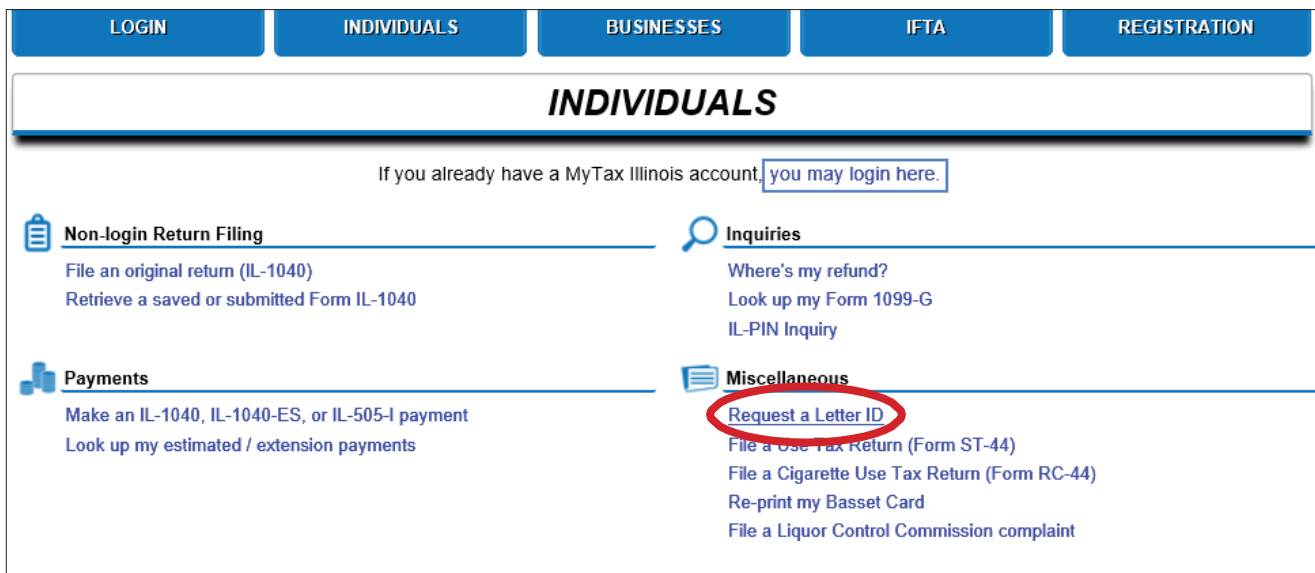 LOGIN
INDIVIDUALS
BUSINESSES
IFTA
REGISTRATION
INDIVIDUALS
If you already have a MyTax Illinois account, you may login here.
Non-login Return Filing
File an original return (IL-1040)
Retrieve a saved or submitted Form IL-1040
Inquiries
Where's my refund?
Look up my Form 1099-G
IL-PIN Inquiry
Payments
Make an IL-1040, IL-1040-ES, or IL-505-I payment
Look up my estimated / extension payments
Miscellaneous
Request a Letter ID
File a Use Tax Return (Form ST-44)
File a Cigarette Use Tax Return (Form RC-44)
Re-print my Basset Card
File a Liquor Control Commission complaint